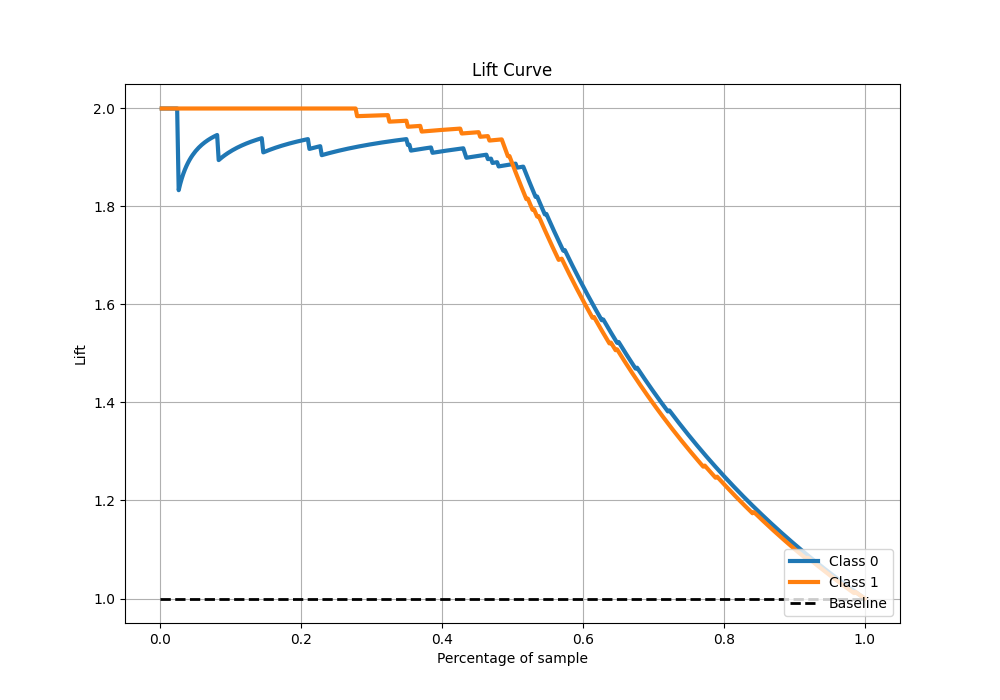 Lift Curve
2.0
1.8
1.6
1.4
1.2
1.0
Lift
0.0 0.2 0.4 0.6 0.8 1.0
Percentage of sample
Class 0
Class 1
Baseline